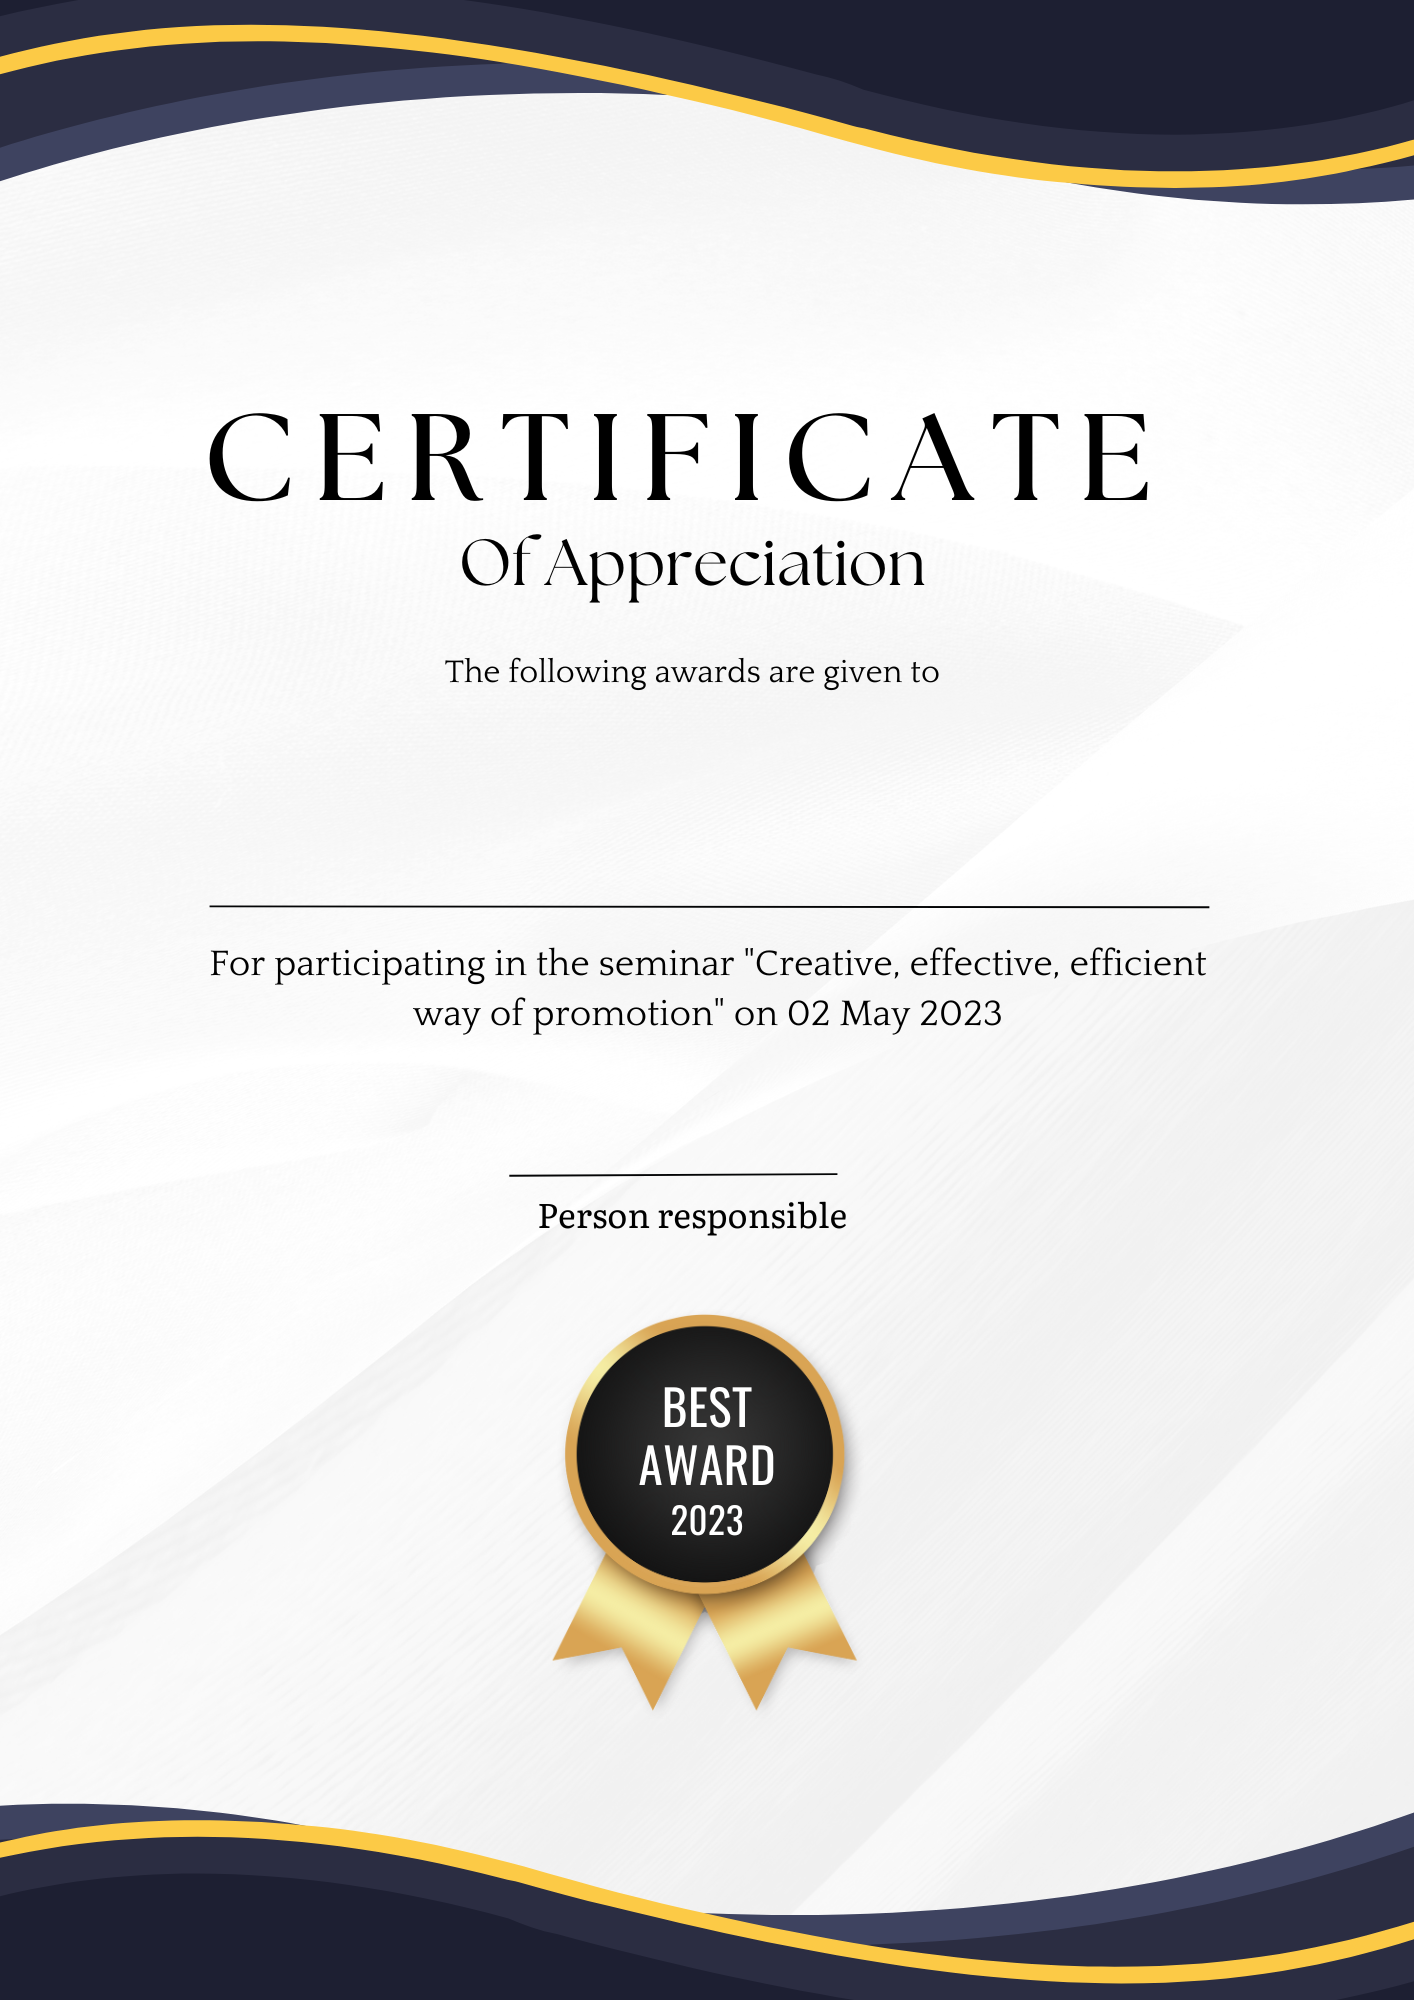 CERTIFICATE
Of Appreciation
The following awards are given to
For participating in the seminar "Creative, effective, efficient
way of promotion" on 02 May 2023
Person responsible
BEST
AWARD
2023